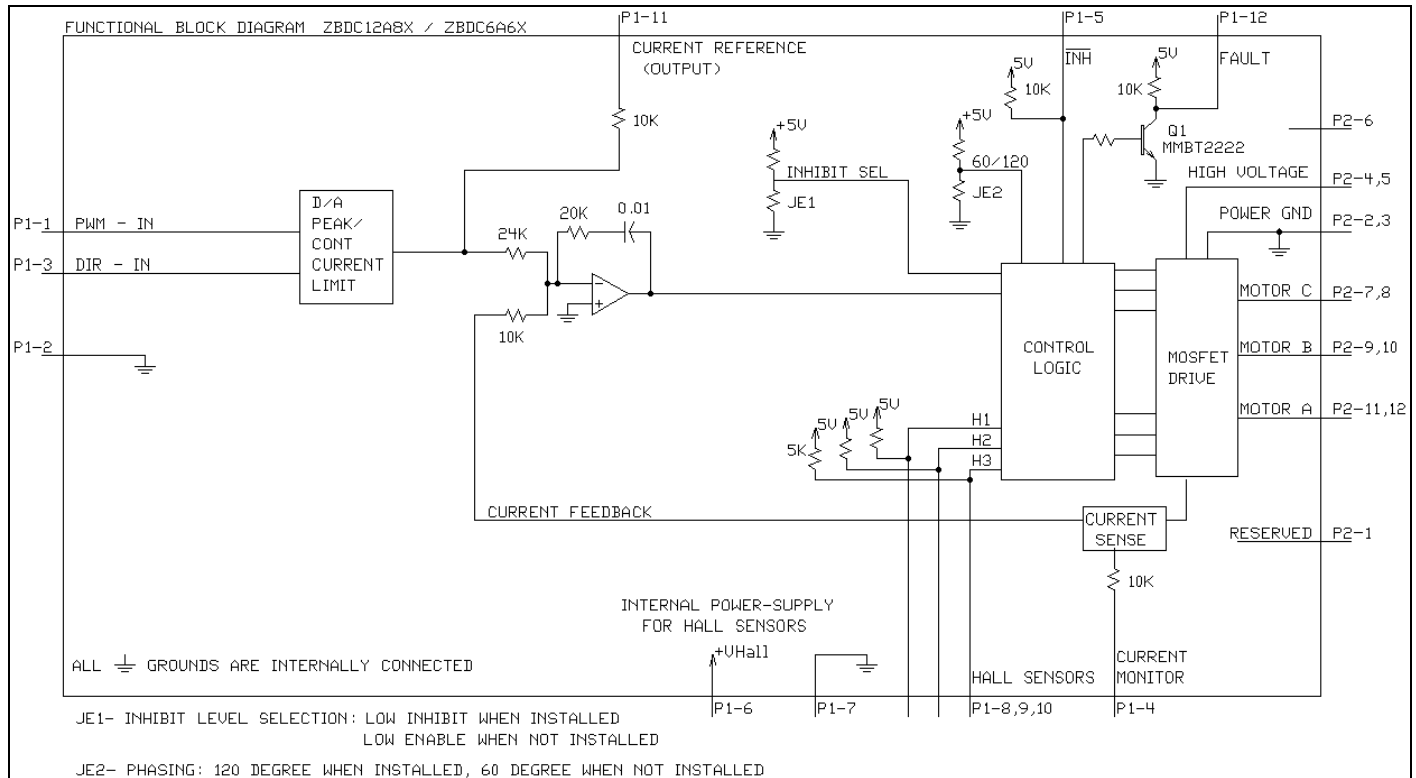 FUNCTIONAL BLOCK DIAGRAM ZBDC12A8X / ZBDC6A6X
P1-11
P1-5
P1-12
CURRENT REFERENCE
(OUTPUT)
INH
FAULT
5V
10K
5V
10K
10K
+5V
+5V
Q1
MMBT2222
P2-6
INHIBIT SEL
60/120
HIGH VOLTAGE
P2-4,5
JE1
JE2
D/A
PEAK/
CONT
CURRENT
LIMIT
P1-1
PWM - IN
20K
0.01
POWER GND
P2-2,3
24K
P1-3
DIR - IN
-
+
MOTOR C
P2-7,8
10K
P1-2
CONTROL
LOGIC
MOSFET
DRIVE
MOTOR B
P2-9,10
5V
5V
5V
MOTOR A
P2-11,12
H1
H2
H3
5K
CURRENT FEEDBACK
CURRENT
SENSE
RESERVED
P2-1
10K
INTERNAL POWER-SUPPLY
FOR HALL SENSORS
+VHall
ALL GROUNDS ARE INTERNALLY CONNECTED
HALL SENSORS
CURRENT
MONITOR
P1-6
P1-7
P1-8,9,10
P1-4
JE1- INHIBIT LEVEL SELECTION: LOW INHIBIT WHEN INSTALLED
LOW ENABLE WHEN NOT INSTALLED
JE2- PHASING: 120 DEGREE WHEN INSTALLED, 60 DEGREE WHEN NOT INSTALLED